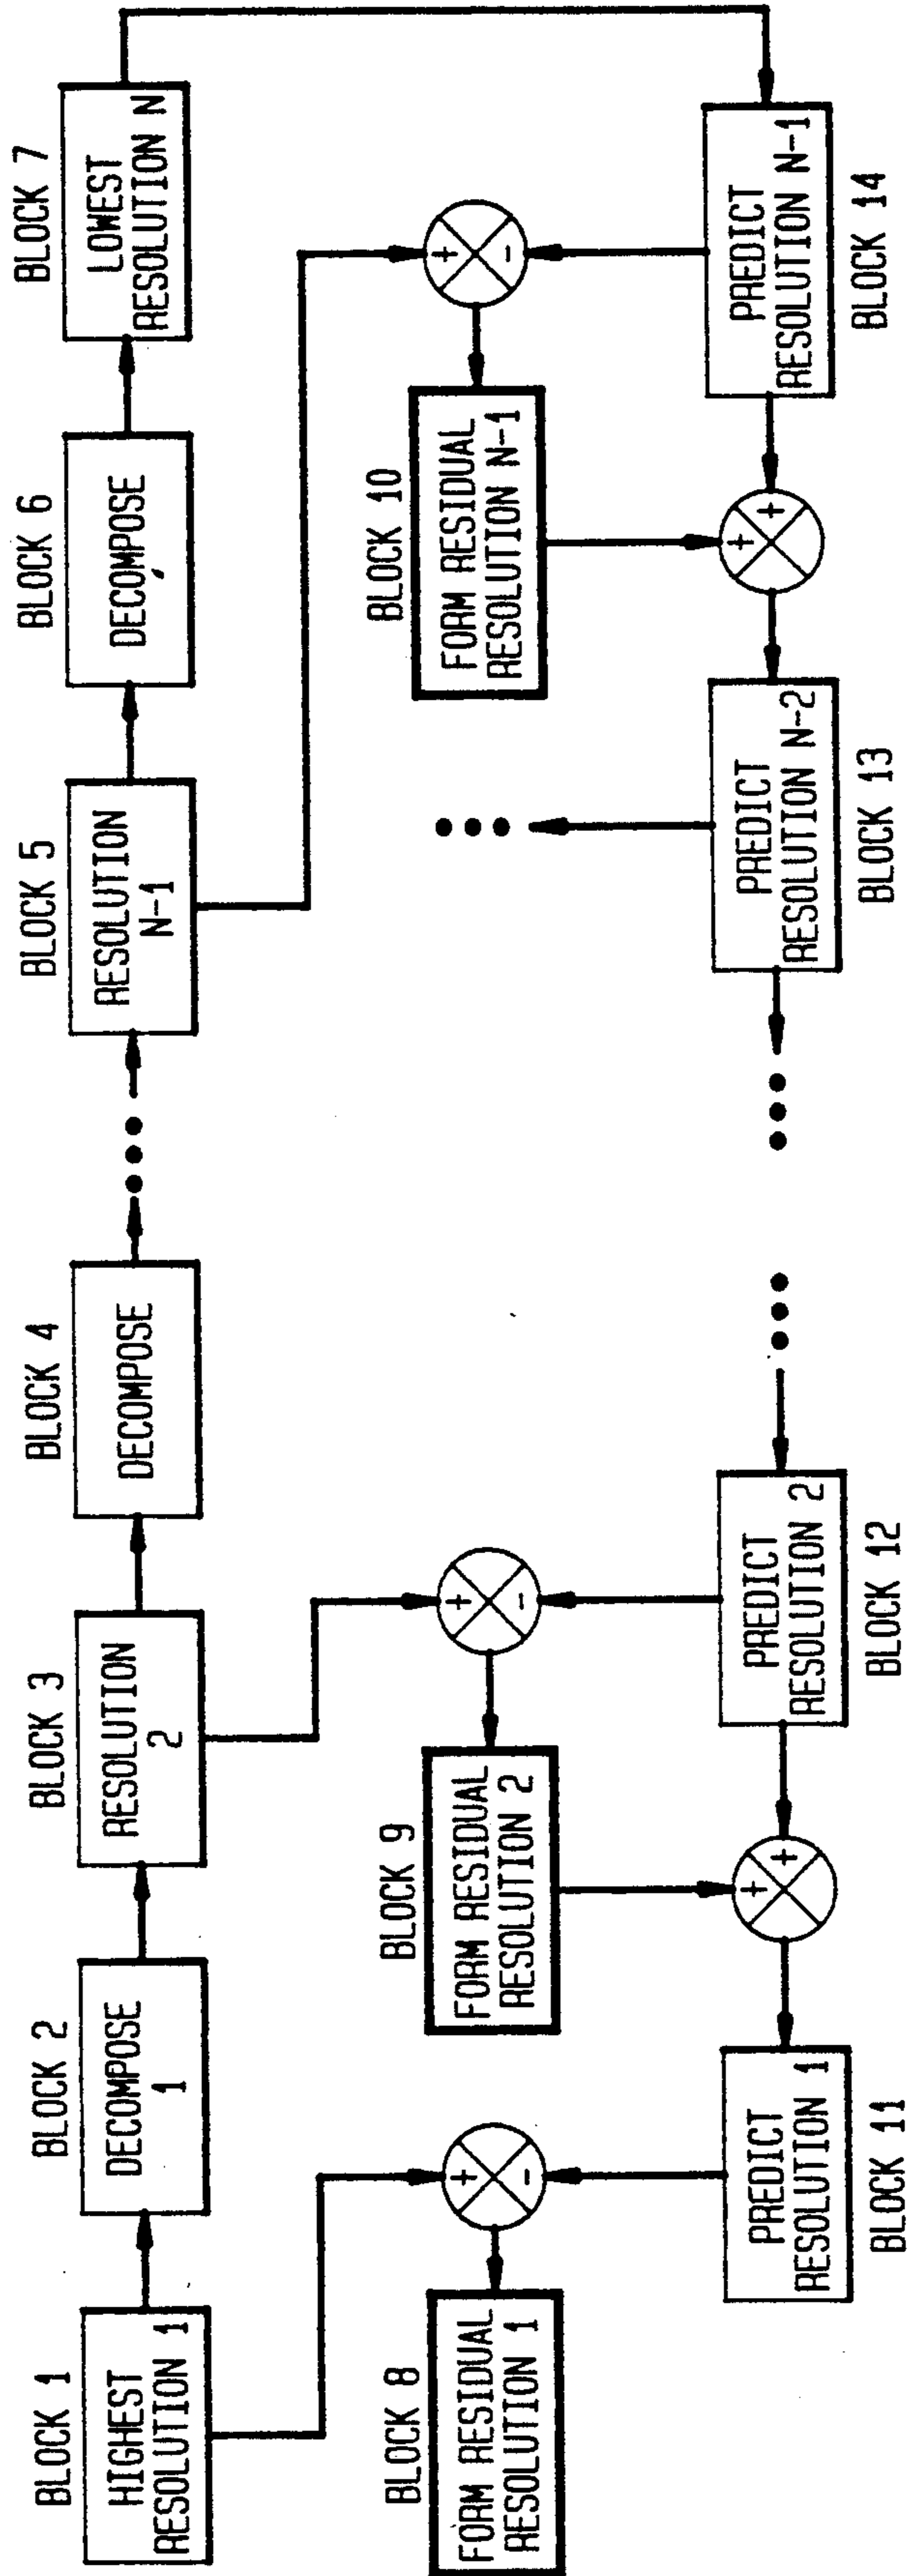 BLOCK 1
HIGHEST
RESOLUTION 1
BLOCK 2
DECOMPOSE
1
BLOCK 3
RESOLUTION
2
BLOCK 4
DECOMPOSE
BLOCK 5
RESOLUTION
N-1
BLOCK 6
DECOMPOSE
BLOCK 7
LOWEST
RESOLUTION N
+
-
+
-
+
-
BLOCK 8
FORM RESIDUAL
RESOLUTION 1
BLOCK 9
FORM RESIDUAL
RESOLUTION 2
BLOCK 10
FORM RESIDUAL
RESOLUTION N-1
+
+
+
+
PREDICT
RESOLUTION 1
BLOCK 11
PREDICT
RESOLUTION 2
BLOCK 12
PREDICT
RESOLUTION N-2
BLOCK 13
PREDICT
RESOLUTION N-1
BLOCK 14